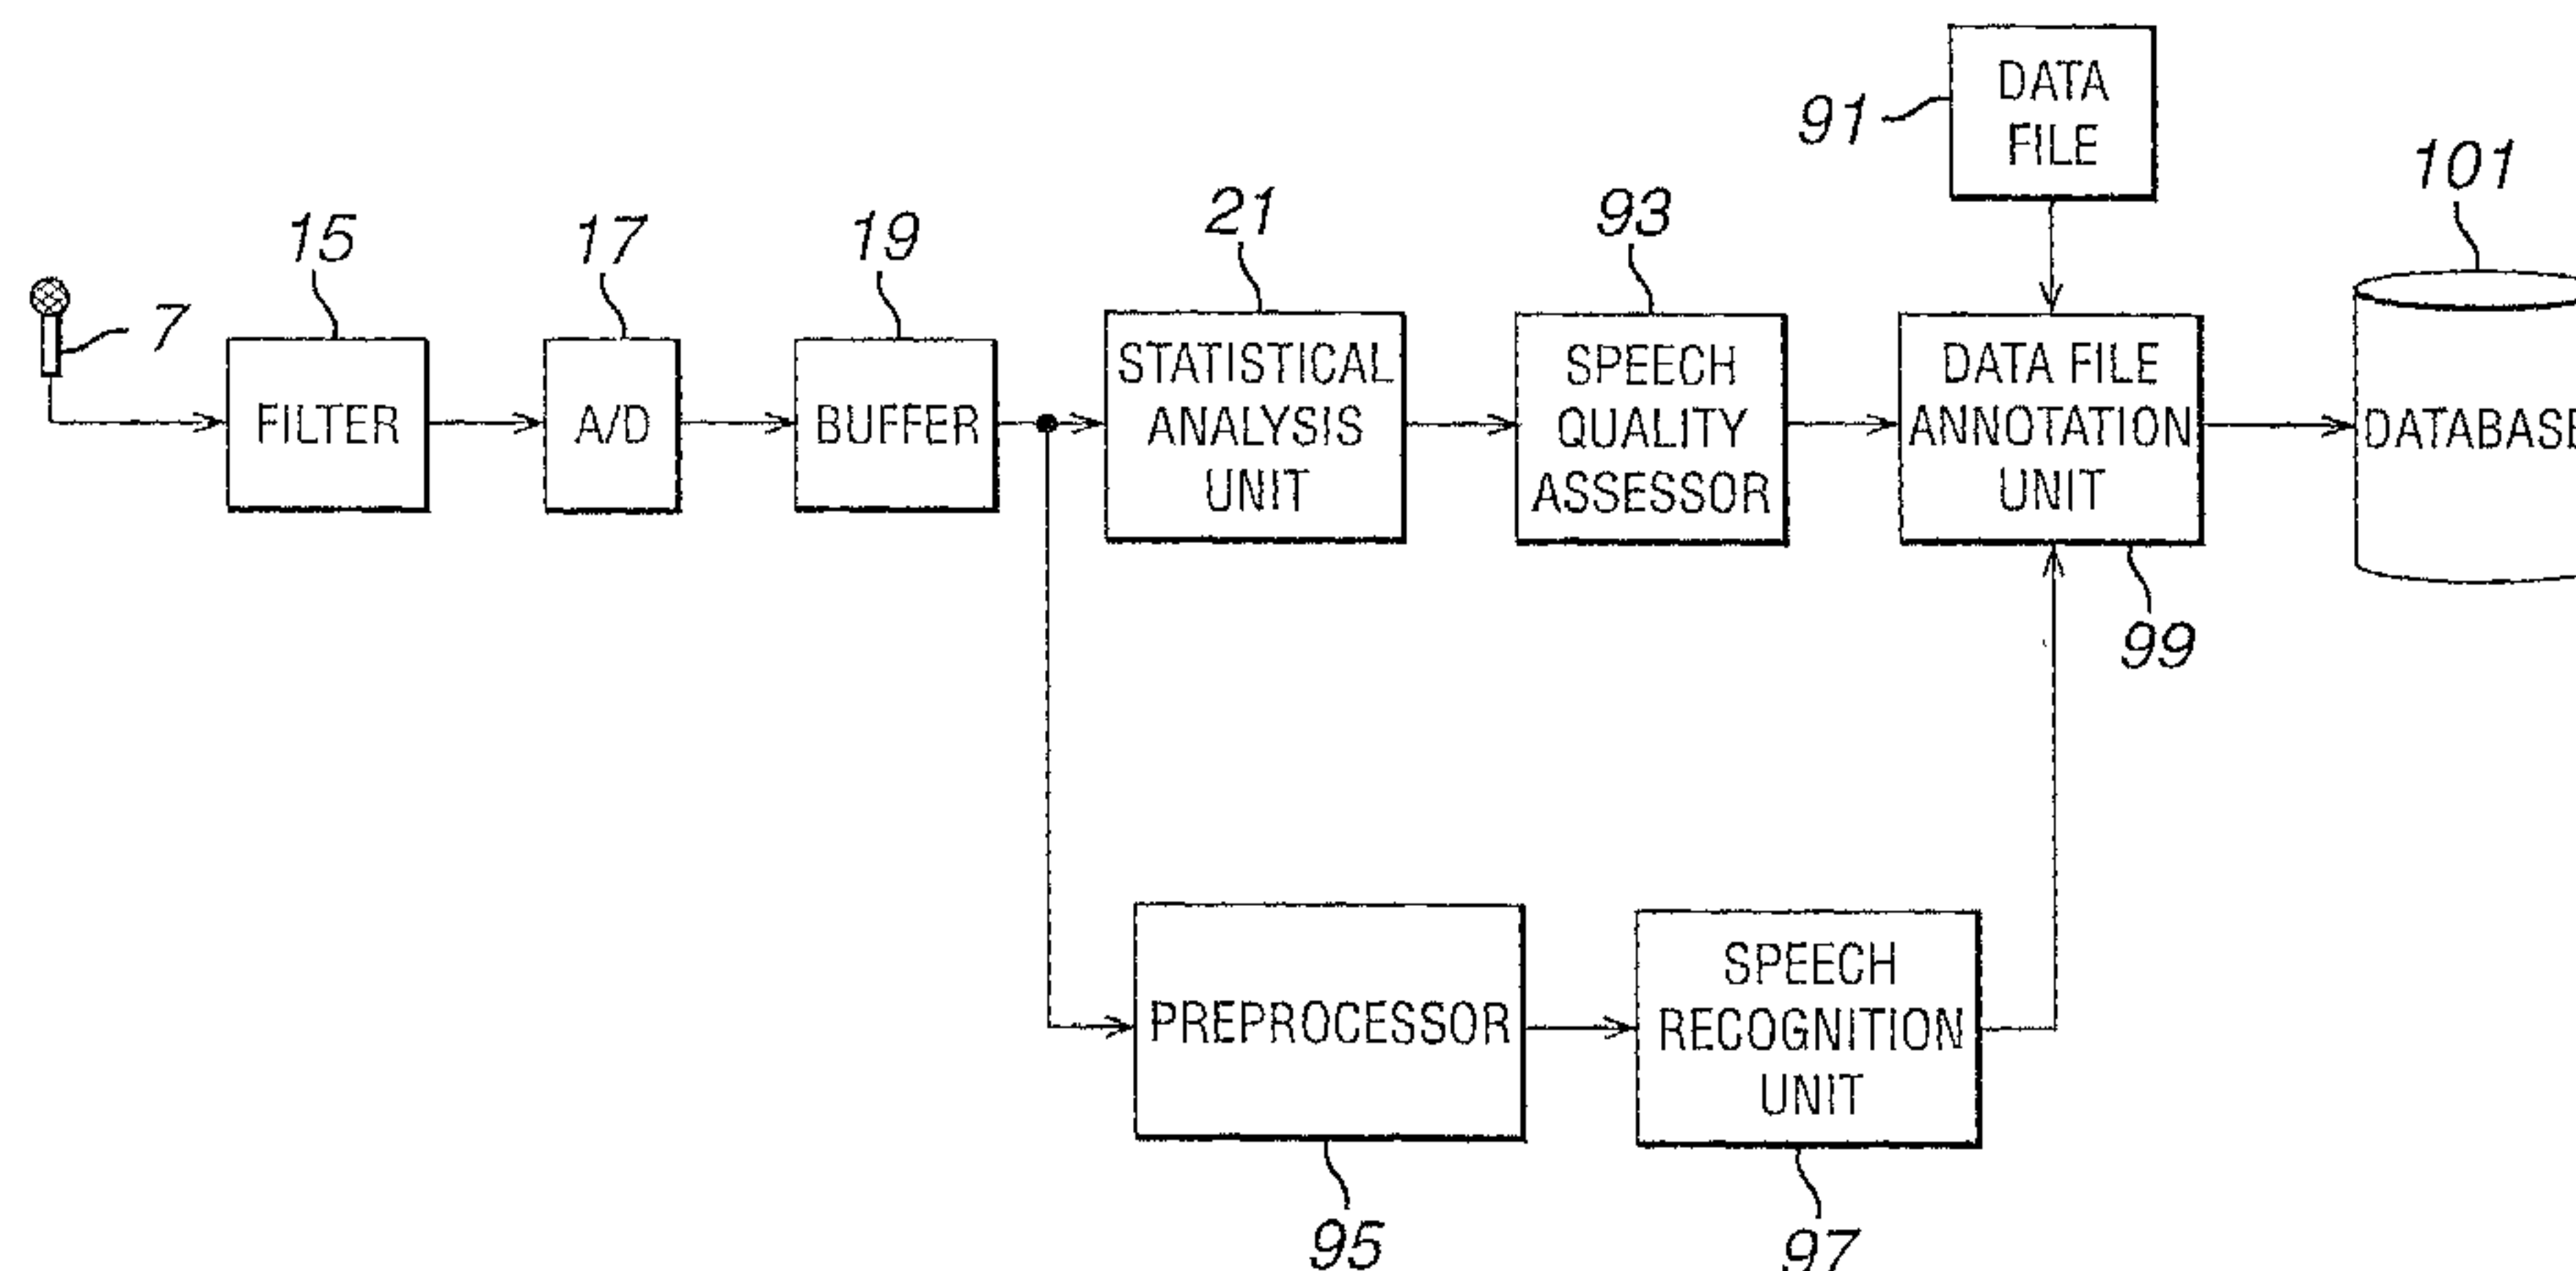 91
DATA
FILE
101
7
15
FILTER
17
A/D
19
BUFFER
21
STATISTICAL
ANALYSIS
UNIT
93
SPEECH
QUALITY
ASSESSOR
DATA FILE
ANNOTATION
UNIT
99
DATABASE
PREPROCESSOR
95
SPEECH
RECOGNITION
UNIT
97